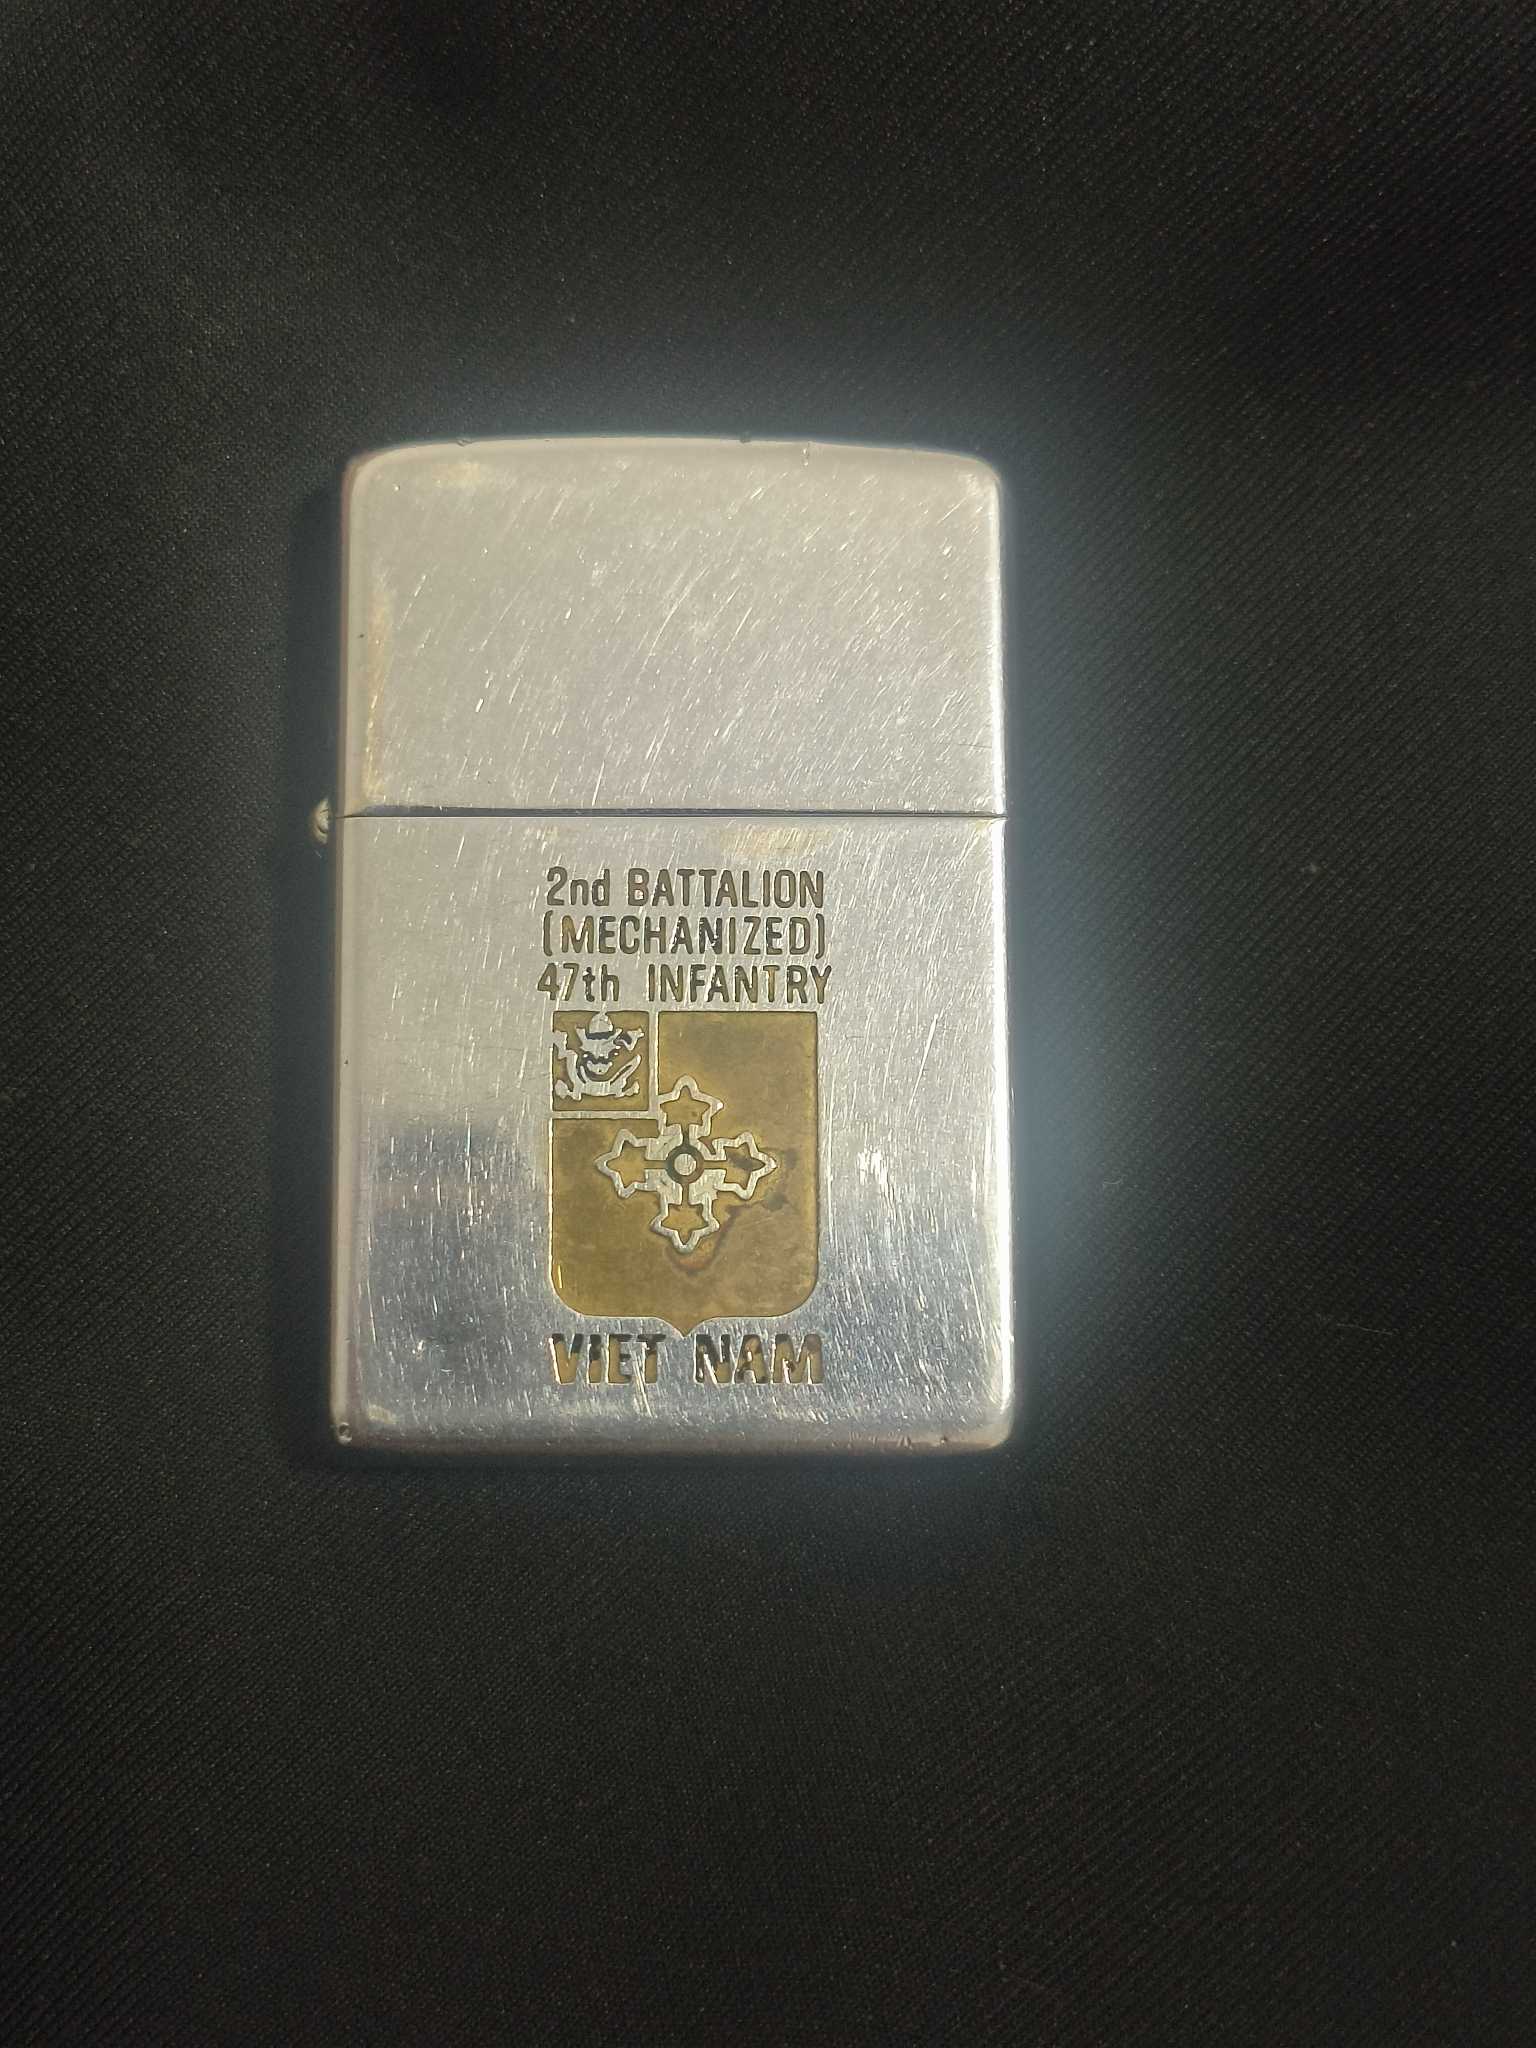 2nd BATTALION
(MECHANIZED)
47th INFANTRY
VIET NAM